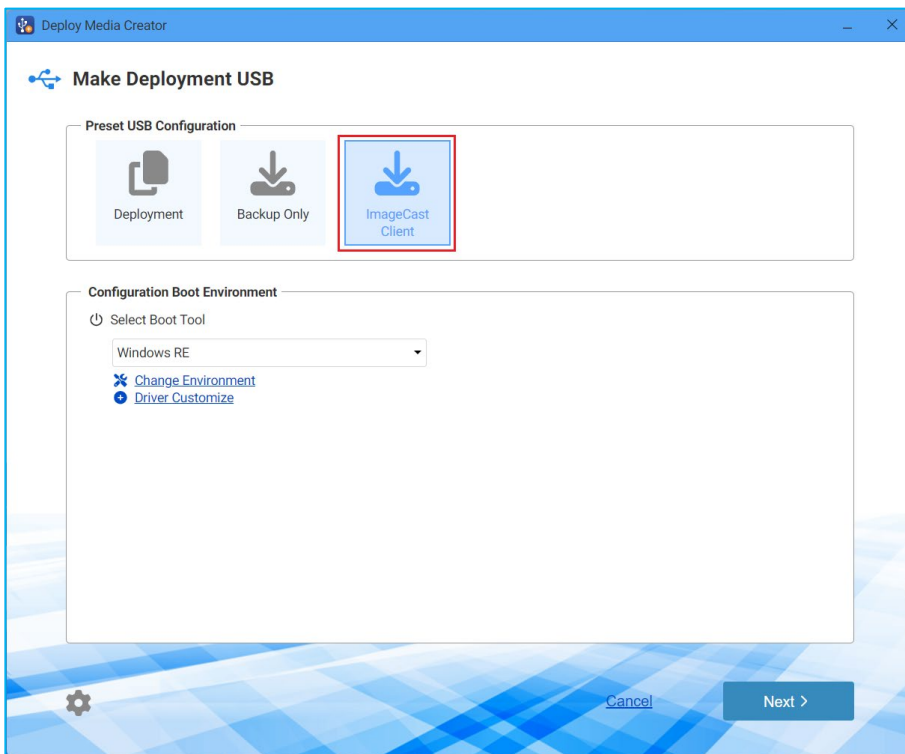 Deploy Media Creator
Make Deployment USB
Preset USB Configuration
Deployment
Backup Only
ImageCast
Client
Configuration Boot Environment
Select Boot Tool
Windows RE
Change Environment
Driver Customize
Cancel
Next >